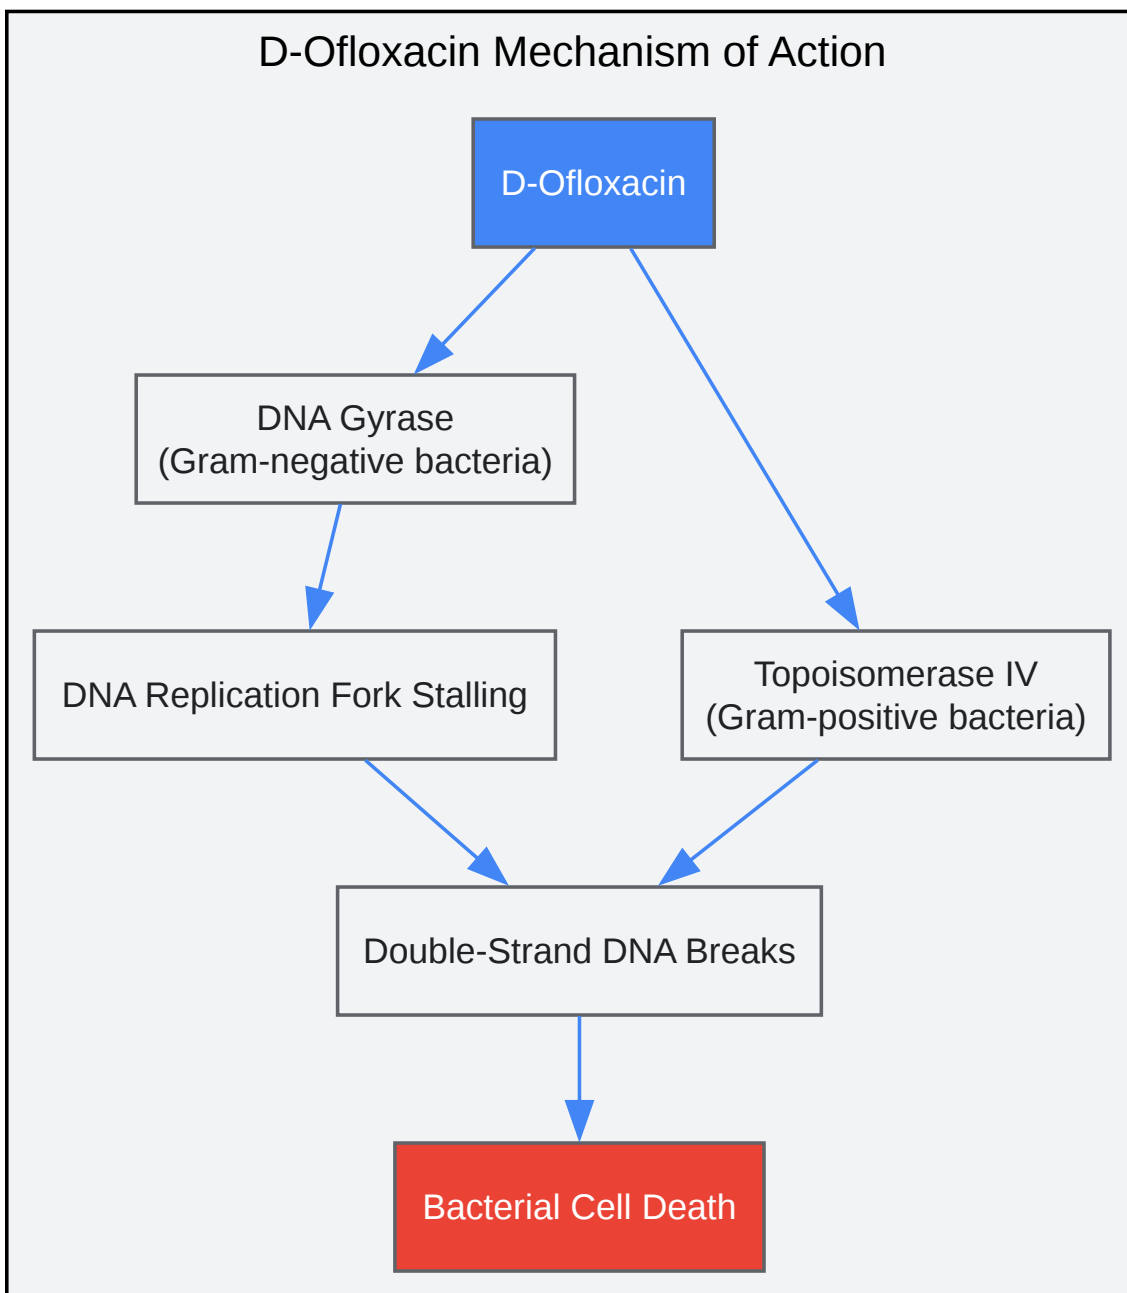 D-Ofloxacin Mechanism of Action
D-Ofloxacin
DNA Gyrase
(Gram-negative bacteria)
DNA Replication Fork Stalling
Topoisomerase IV
(Gram-positive bacteria)
Double-Strand DNA Breaks
Bacterial Cell Death